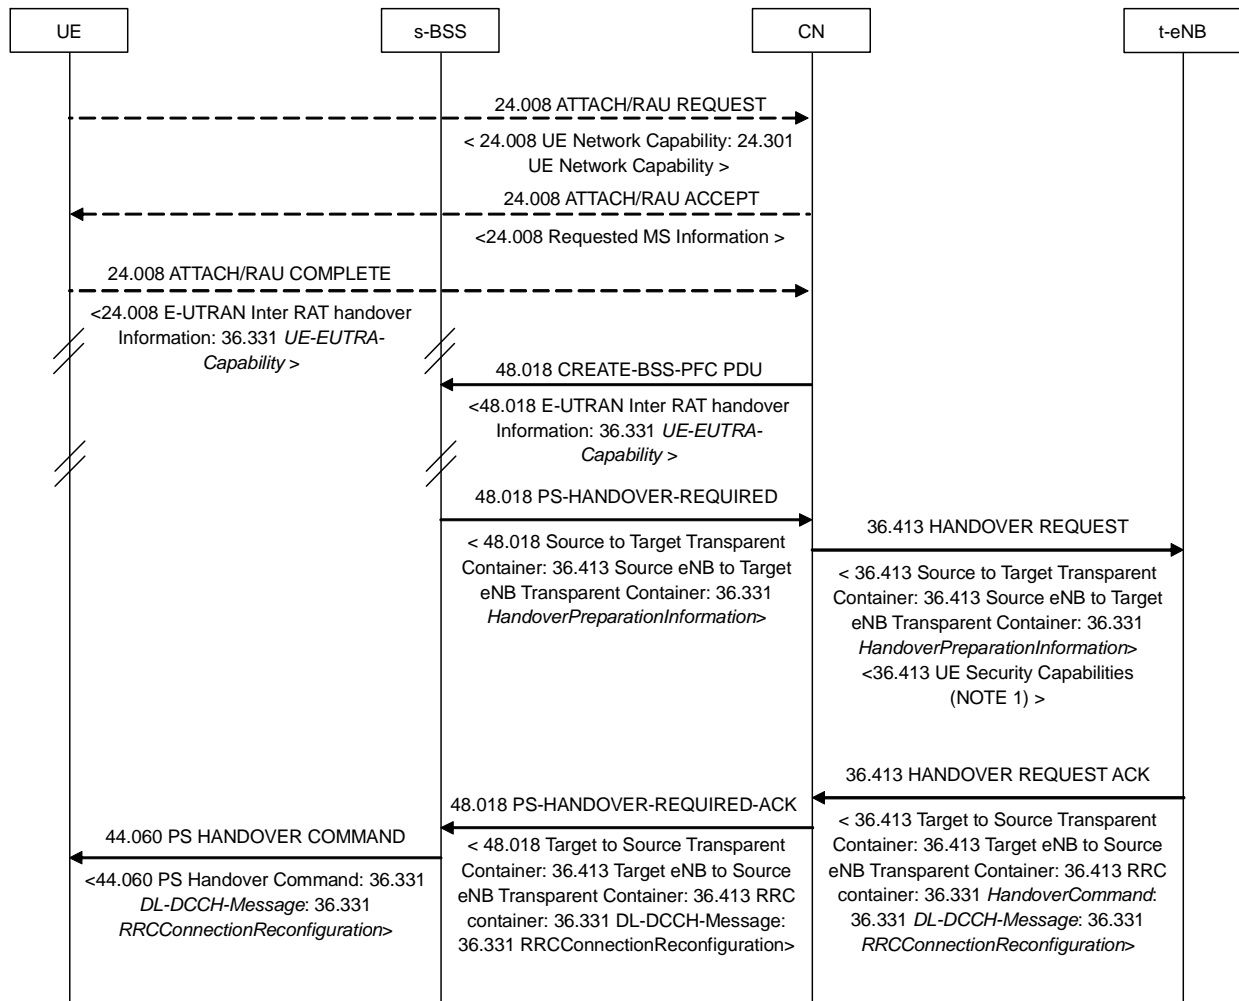 UE
s-BSS
CN
t-eNB
24.008 ATTACH/RAU REQUEST
< 24.008 UE Network Capability: 24.301
UE Network Capability >
24.008 ATTACH/RAU ACCEPT
<24.008 Requested MS Information >
24.008 ATTACH/RAU COMPLETE
<24.008 E-UTRAN Inter RAT handover
Information: 36.331 UE-EUTRA-
Capability >
48.018 CREATE-BSS-PFC PDU
<48.018 E-UTRAN Inter RAT handover
Information: 36.331 UE-EUTRA-
Capability >
48.018 PS-HANDOVER-REQUIRED
< 48.018 Source to Target Transparent
Container: 36.413 Source eNB to Target
eNB Transparent Container: 36.331
HandoverPreparationInformation>
36.413 HANDOVER REQUEST
< 36.413 Source to Target Transparent
Container: 36.413 Source eNB to Target
eNB Transparent Container: 36.331
HandoverPreparationInformation>
<36.413 UE Security Capabilities
(NOTE 1) >
36.413 HANDOVER REQUEST ACK
< 36.413 Target to Source Transparent
Container: 36.413 Target eNB to Source
eNB Transparent Container: 36.413 RRC
container: 36.331 HandoverCommand:
36.331 DL-DCCH-Message: 36.331
RRCConnectionReconfiguration>
48.018 PS-HANDOVER-REQUIRED-ACK
< 48.018 Target to Source Transparent
Container: 36.413 Target eNB to Source
eNB Transparent Container: 36.413 RRC
container: 36.331 DL-DCCH-Message:
36.331 RRCConnectionReconfiguration>
44.060 PS HANDOVER COMMAND
<44.060 PS Handover Command: 36.331
DL-DCCH-Message: 36.331
RRCConnectionReconfiguration>